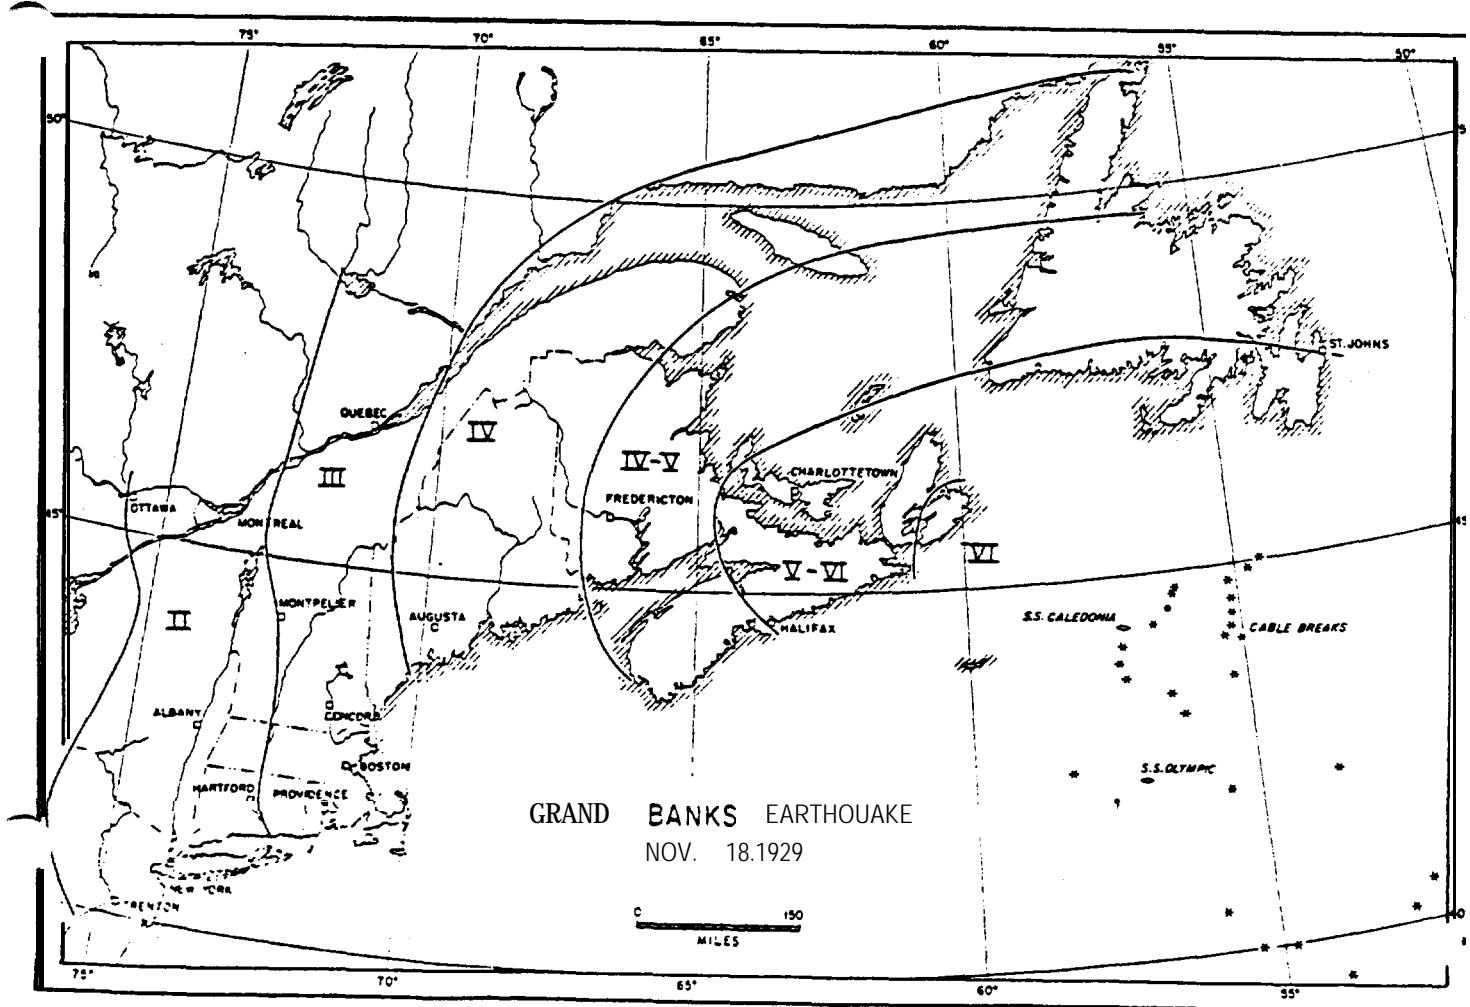 75° 70° 65° 60° 55° 50°
50°
ST. JOHNS
QUEBEC
IV
III
IV-V
CHARLOTTETOWN
FREDERICTON
OTTAWA
45°
MONTREAL
V-VI
VI
MONTPELIER
II
AUGUSTA
HALIFAX
S.S. CALEDONIA
CABLE BREAKS
ALBANY
CONCORD
BOSTON
S.S. OLYMPIC
HARTFORD PROVIDENCE
GRAND BANKS EARTHOUAKE
NOV. 18.1929
NEW YORK
TRENTON
0 150
MILES
40°
75° 70° 65° 60° 55°